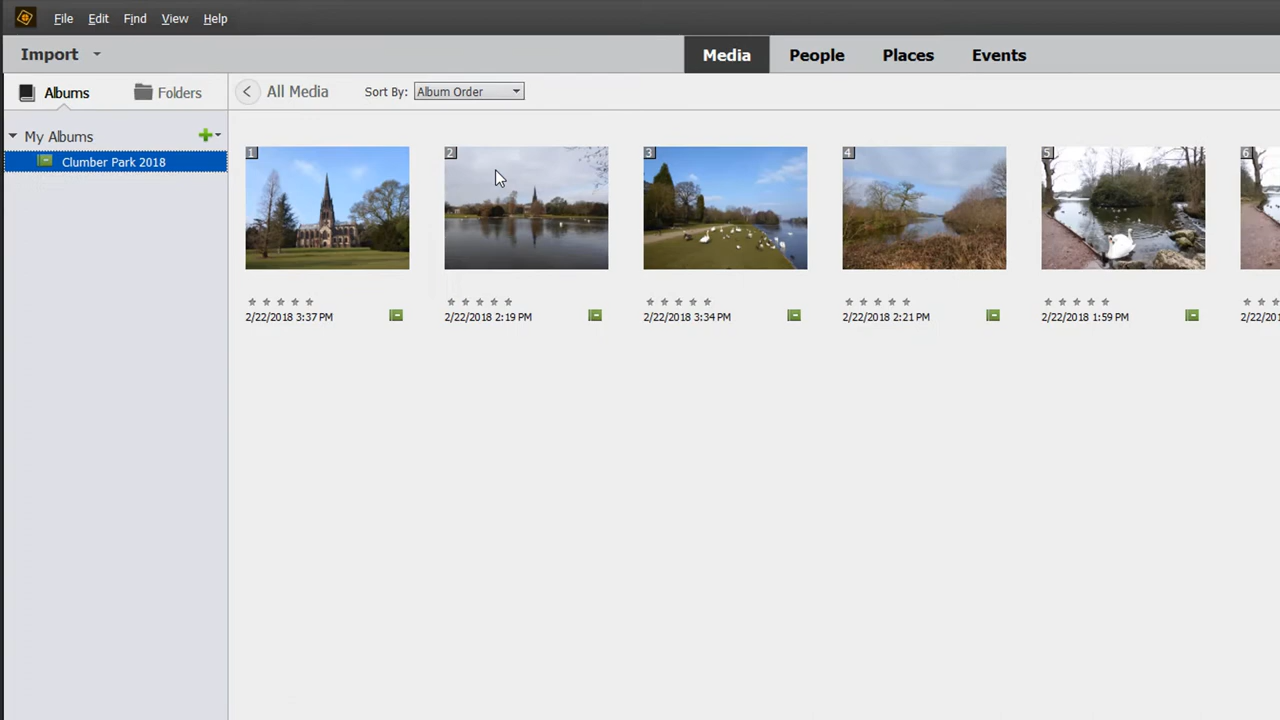 File Edit Find View Help
Import Media People Places Events
Albums Folders All Media Sort By: Album Order
My Albums
Clumber Park 2018
1 2 3 4 5 6
2/22/2018 3:37 PM 2/22/2018 2:19 PM 2/22/2018 3:34 PM 2/22/2018 2:21 PM 2/22/2018 1:59 PM 2/22/201